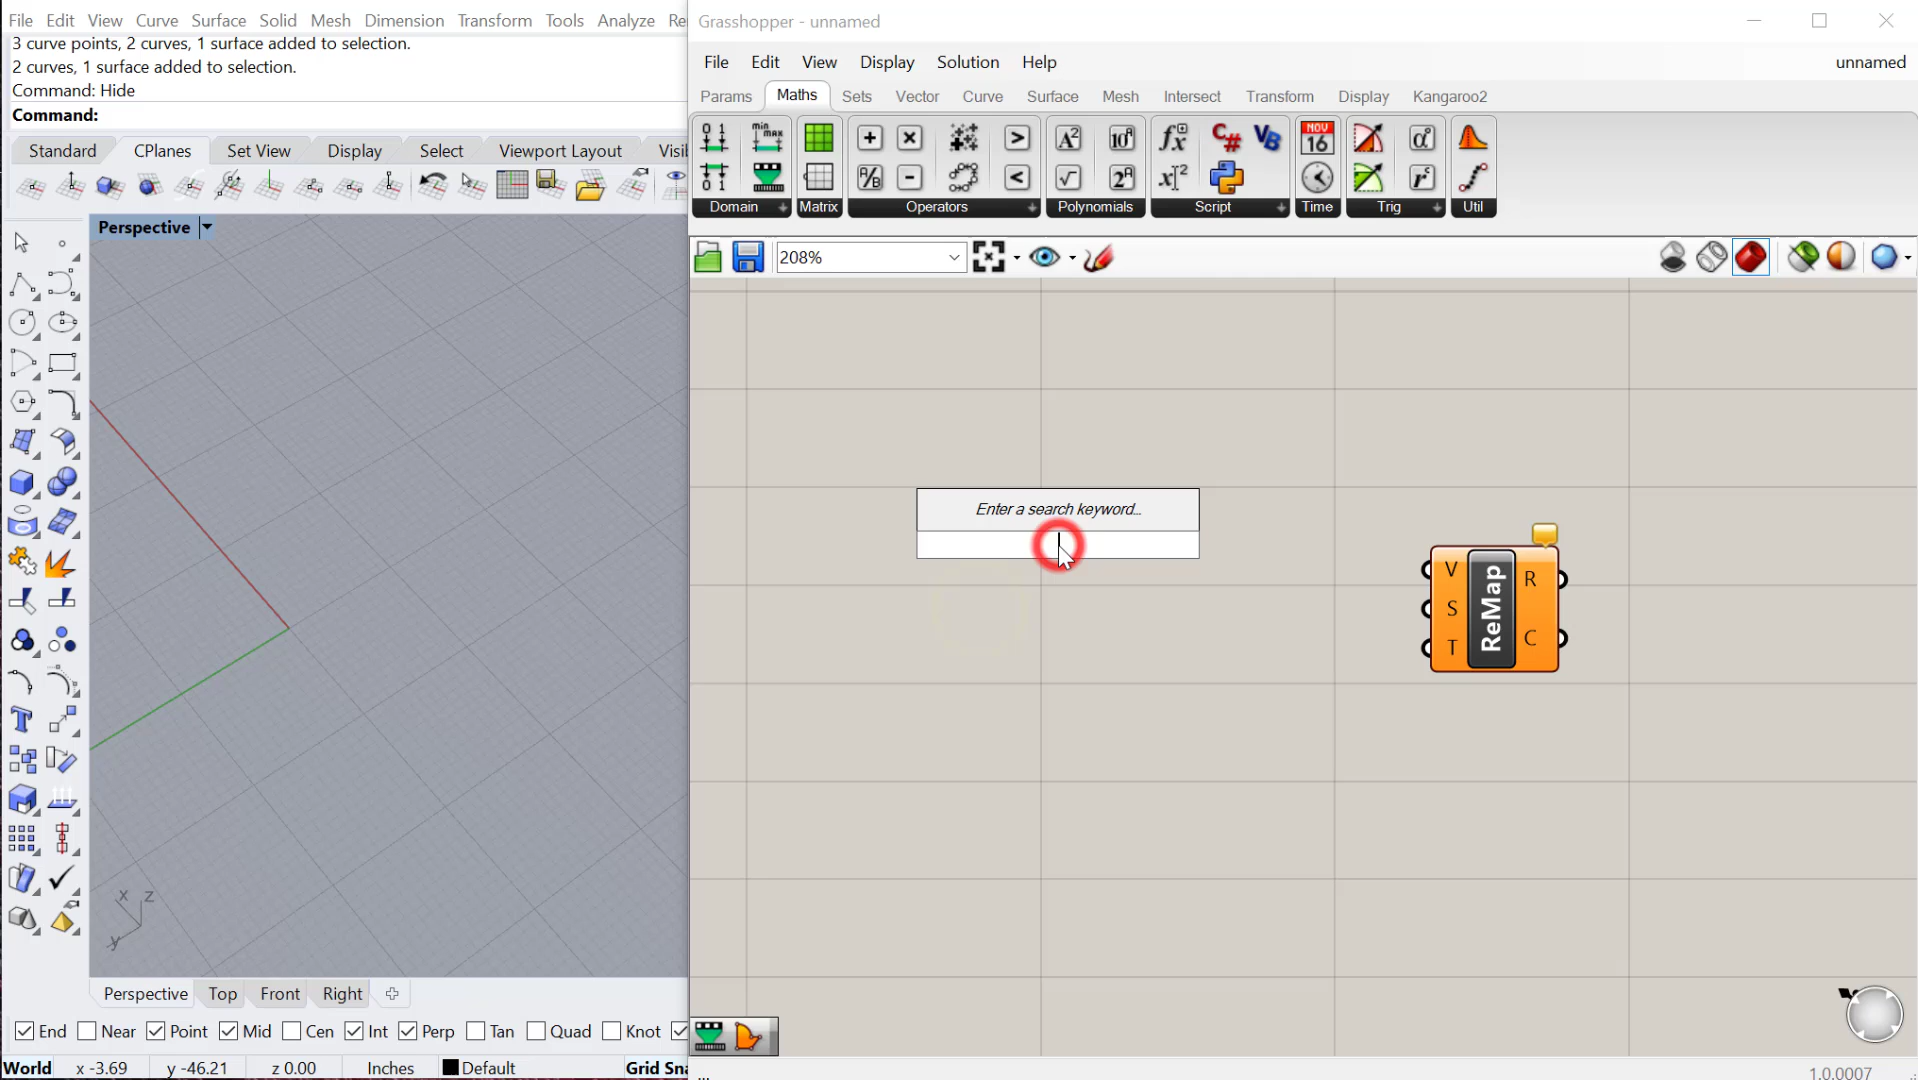 File Edit View Curve Surface Solid Mesh Dimension Transform Tools Analyze Re
3 curve points, 2 curves, 1 surface added to selection.
2 curves, 1 surface added to selection.
Command: Hide
Command:
Standard CPlanes Set View Display Select Viewport Layout Visib
Perspective
x z
y
Perspective Top Front Right
End Near Point Mid Cen Int Perp Tan Quad Knot
World x -3.69 y -46.21 z 0.00 Inches Default Grid Sna
Grasshopper - unnamed
File Edit View Display Solution Help unnamed
Params Maths Sets Vector Curve Surface Mesh Intersect Transform Display Kangaroo2
Domain Matrix Operators Polynomials Script Time Trig Util
208%
Enter a search keyword...
ReMap
V
S
T
R
C
1.0.0007